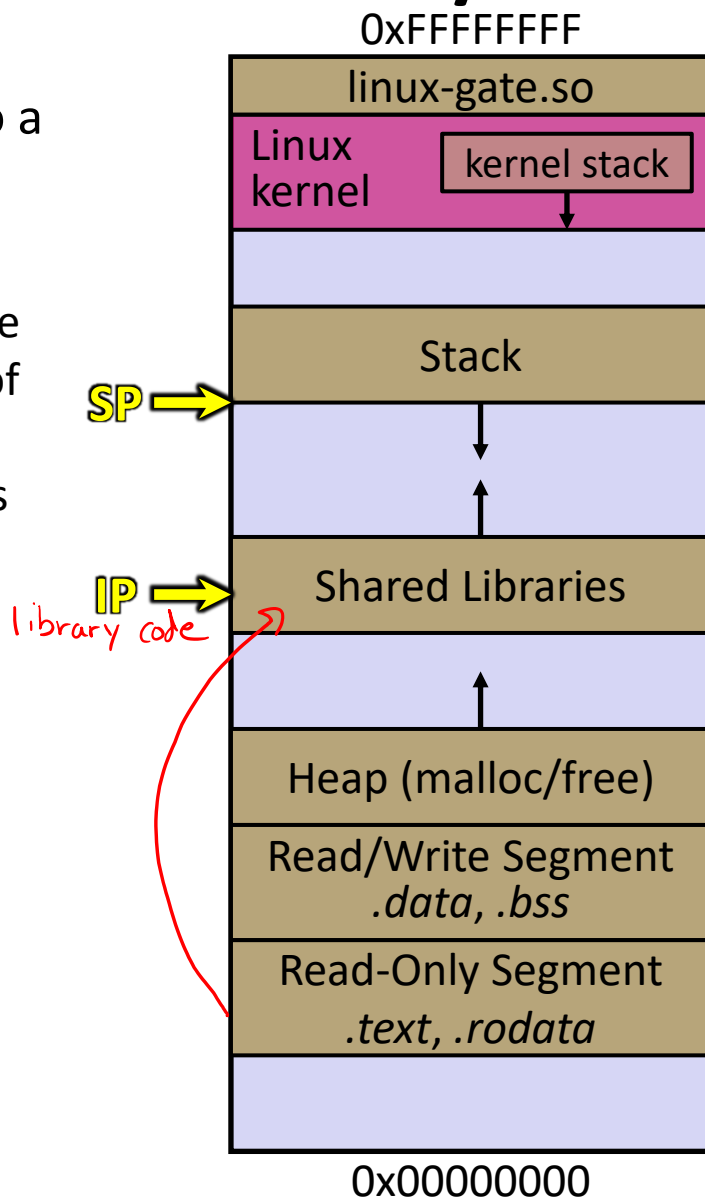 0xFFFFFFFF
linux-gate.so
a
Linux
kernel
kernel stack
e
Stack
of
SP
s
Shared Libraries
IP
library code
Heap (malloc/free)
Read/Write Segment
.data, .bss
Read-Only Segment
.text, .rodata
0x00000000